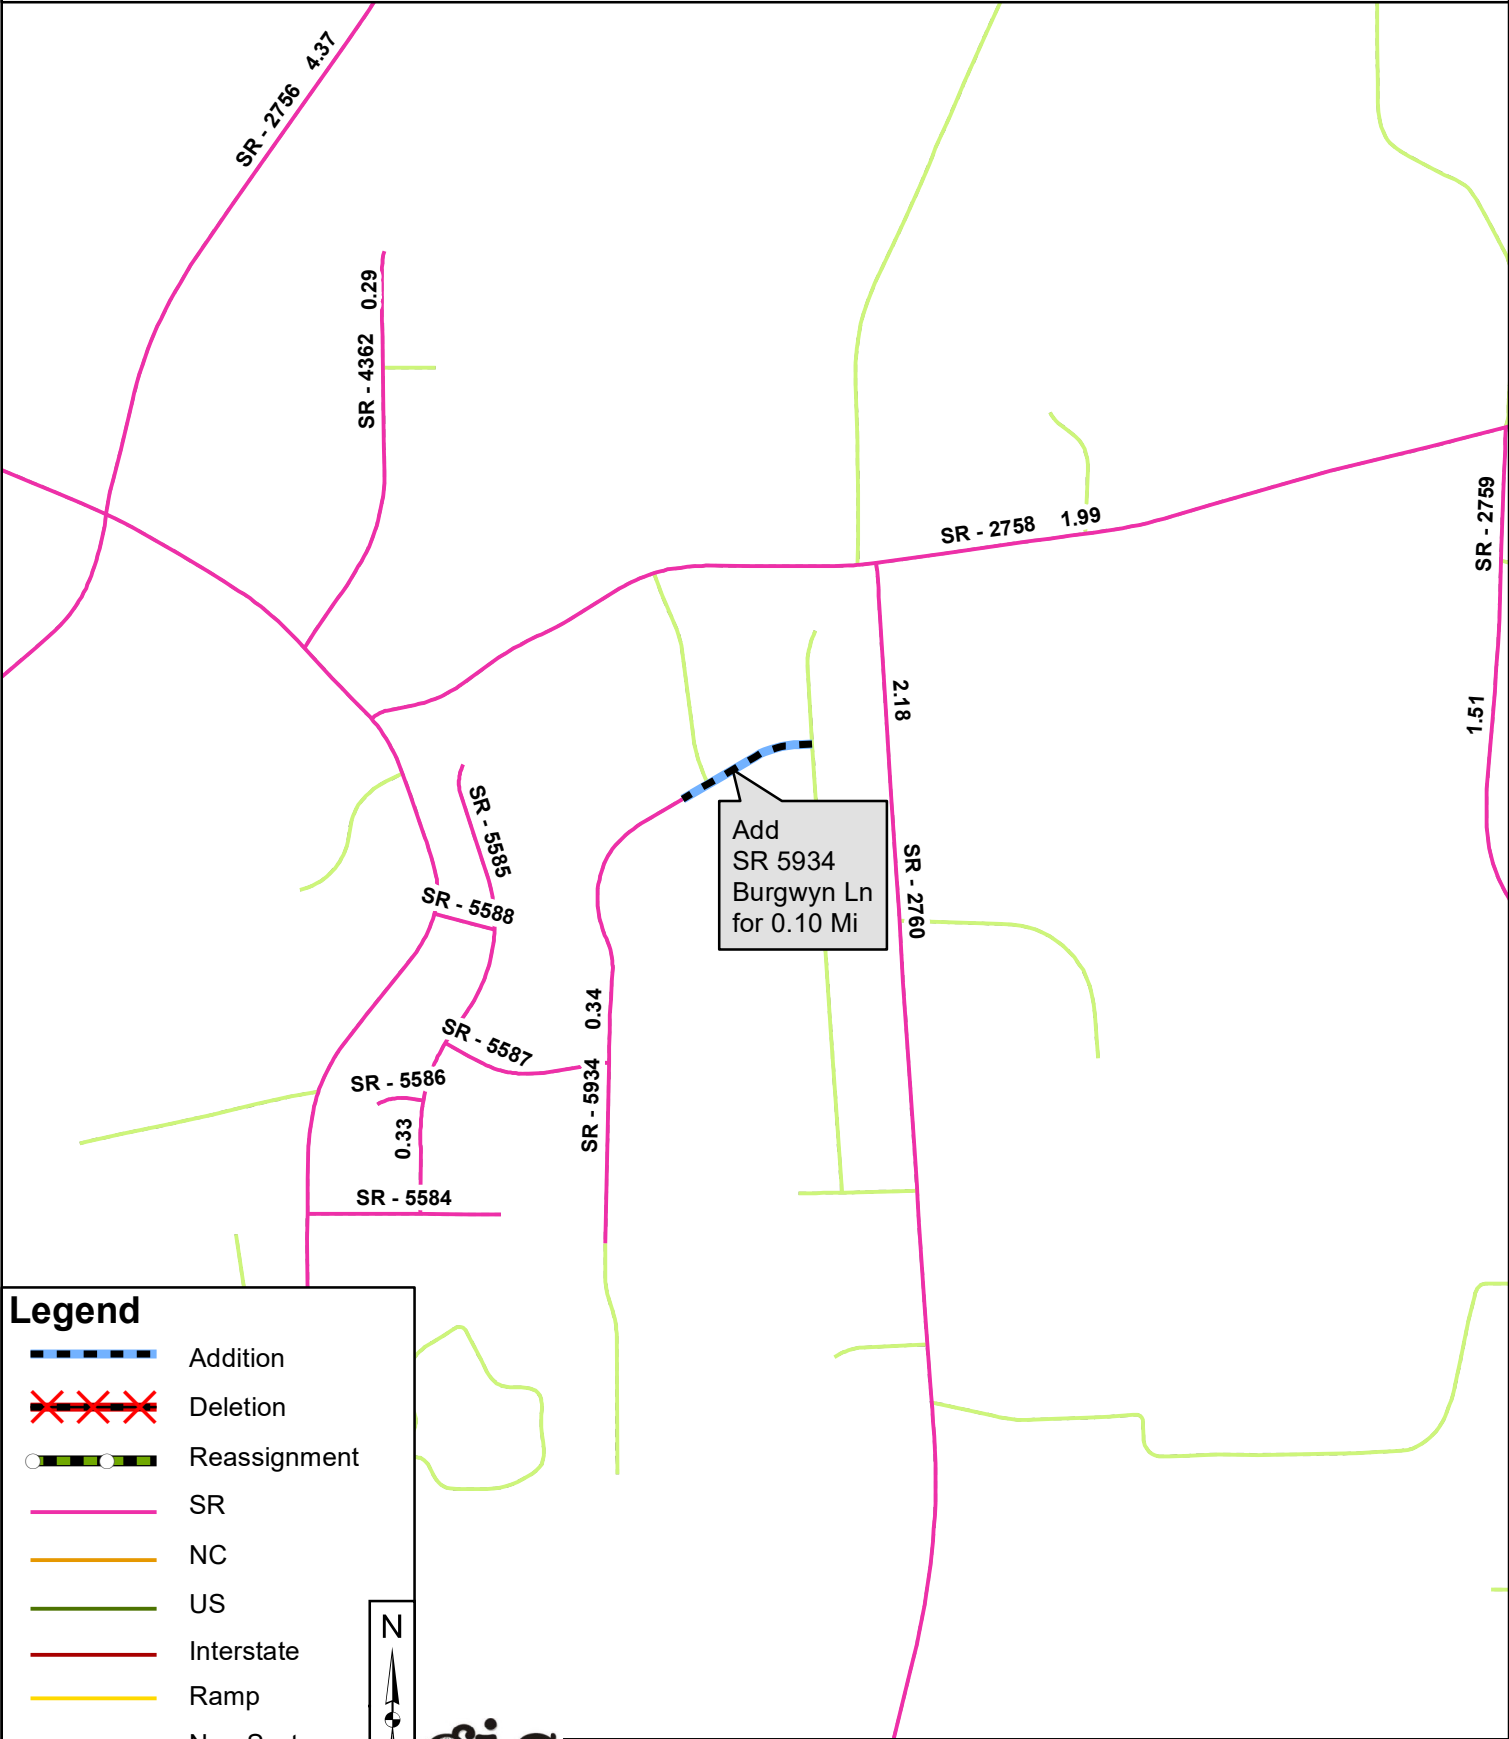 4.37
SR - 2756
0.29
SR - 4362
SR - 2758 1.99
SR - 2759
1.51
2.18
SR - 2760
Add
SR 5934
Burgwyn Ln
for 0.10 Mi
SR - 5585
SR - 5588
0.34
SR - 5587
SR - 5586
SR - 5934
0.33
SR - 5584
Legend
Addition
Deletion
Reassignment
SR
NC
US
Interstate
Ramp
N